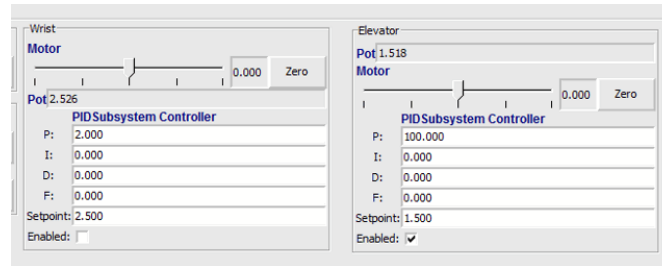 Wrist
Motor
0.000 Zero
Pot 2.526
PIDSubsystem Controller
P: 2.000
I: 0.000
D: 0.000
F: 0.000
Setpoint: 2.500
Enabled:
Elevator
Pot 1.518
Motor
0.000 Zero
PIDSubsystem Controller
P: 100.000
I: 0.000
D: 0.000
F: 0.000
Setpoint: 1.500
Enabled: